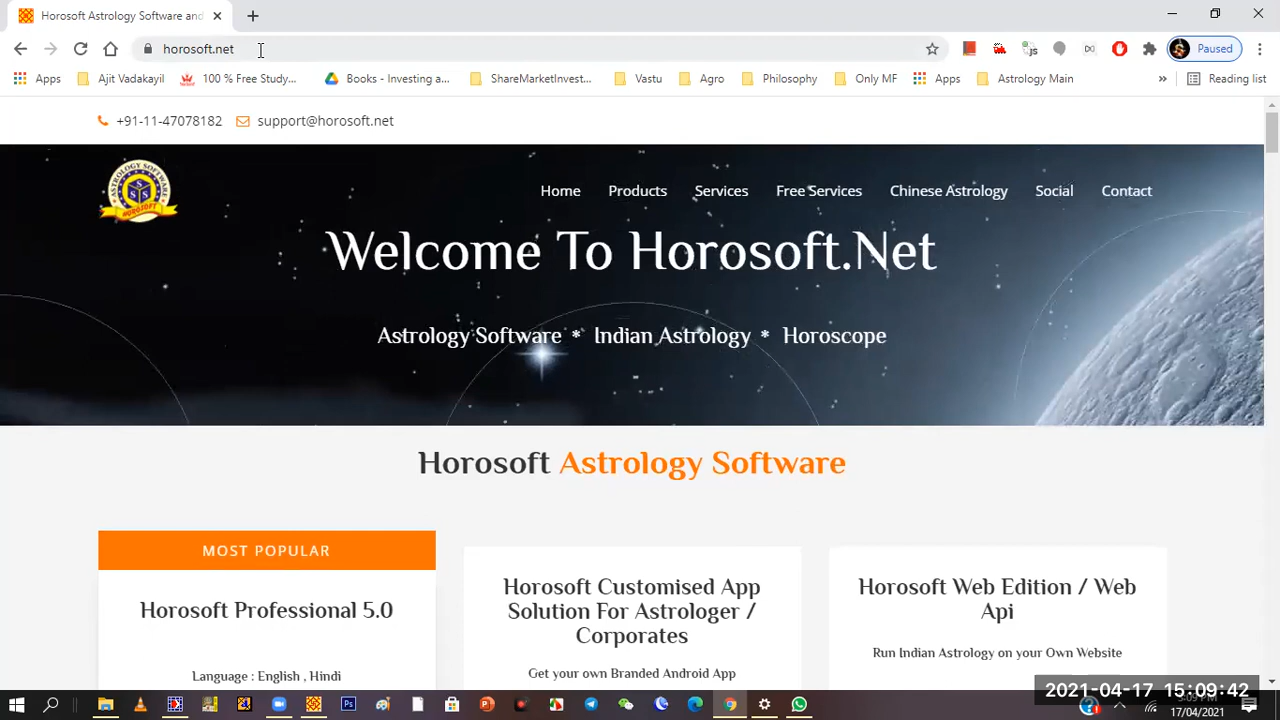 Horosoft Astrology Software and
horosoft.net
Paused
Apps Ajit Vadakayil 100 % Free Study... Books - Investing a... ShareMarketInvest... Vastu Agro Philosophy Only MF Apps Astrology Main » Reading list
+91-11-47078182 support@horosoft.net
ASTROLOGY SOFTWARE
HOROSOFT
Home Products Services Free Services Chinese Astrology Social Contact
Welcome To Horosoft.Net
Astrology Software * Indian Astrology * Horoscope
Horosoft Astrology Software
MOST POPULAR
Horosoft Professional 5.0
Language : English , Hindi
Horosoft Customised App
Solution For Astrologer /
Corporates
Get your own Branded Android App
Horosoft Web Edition / Web
Api
Run Indian Astrology on your Own Website
2021-04-17 15:09:42
17/04/2021